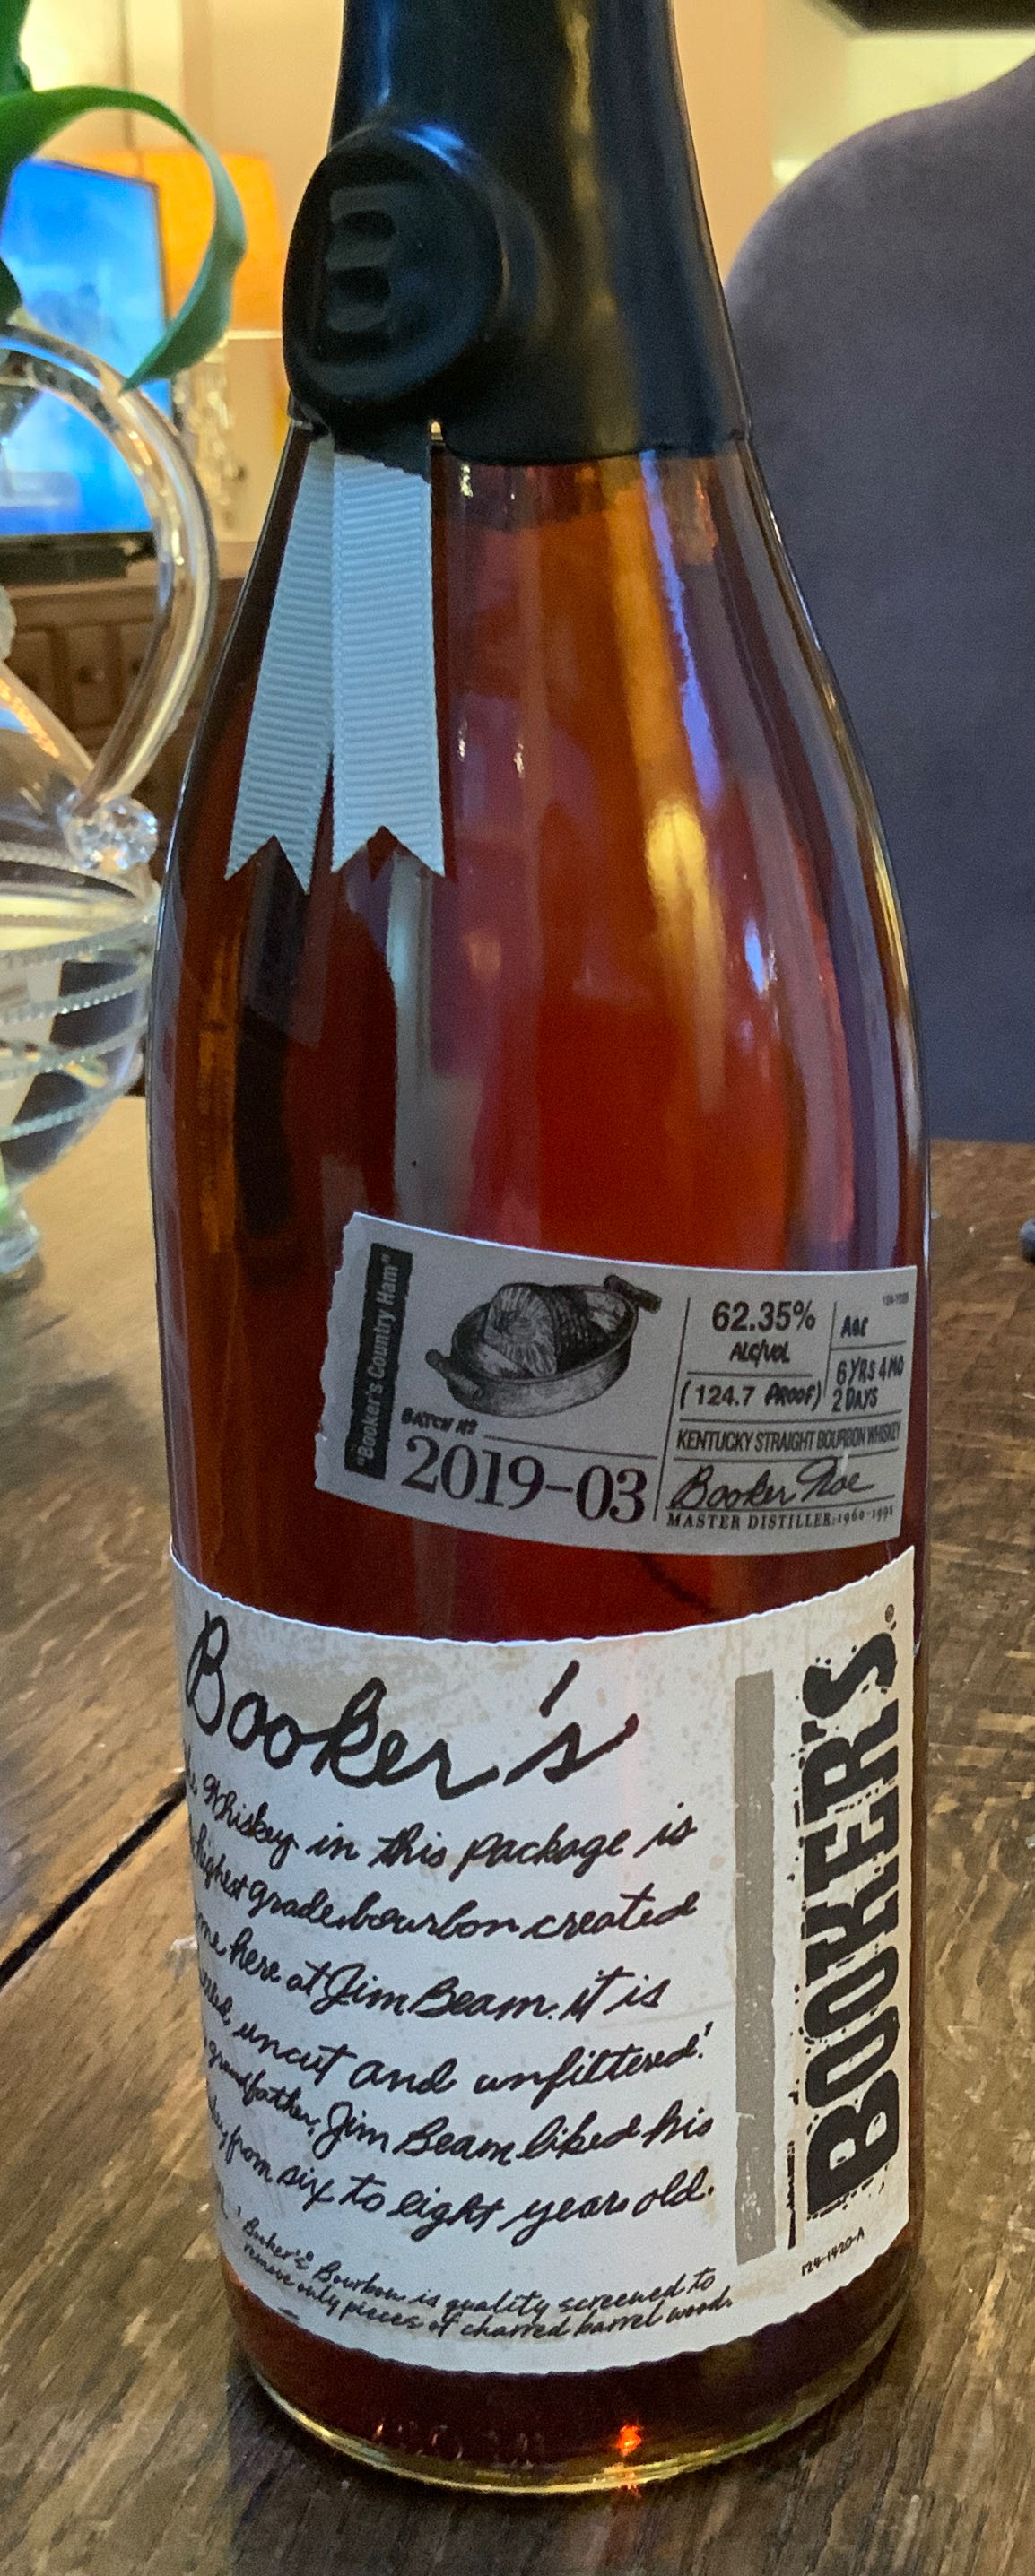 B
"Booker's Country Ham"
BATCH No
2019-03
62.35%
ALC/VOL
(124.7 PROOF)
AGE
6 YRS 4 MO
2 DAYS
KENTUCKY STRAIGHT BOURBON WHISKEY
Booker Noe
MASTER DISTILLER: 1960-1991
Booker's
Whiskey in this package is
highest grade bourbon created
me here at Jim Beam. it is
uncut and unfiltered!
grandfather, Jim Beam liked his
from six to eight years old.
Booker's® Bourbon is quality screened to
remove only pieces of charred barrel wood.
BOOKER'S®
124-1420-A